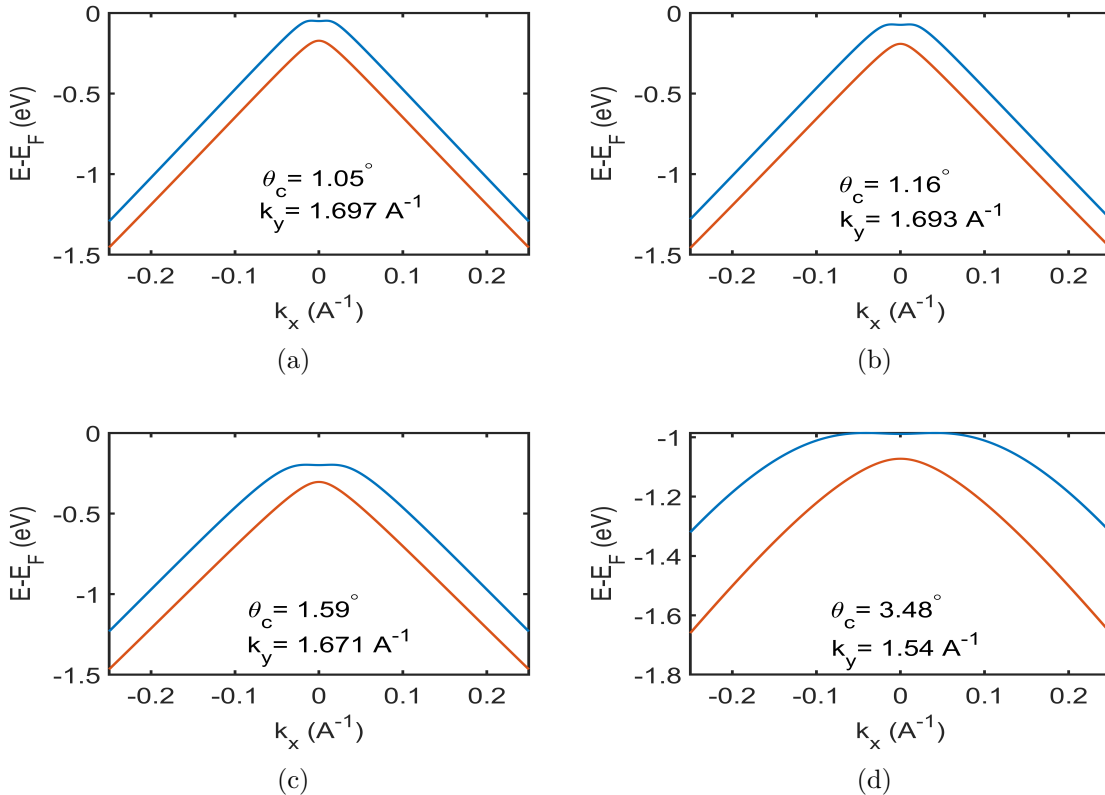 0
-0.5
-1
-1.5
E-E_F (eV)
θ_c= 1.05°
k_y= 1.697 A^-1
-0.2 -0.1 0 0.1 0.2
k_x (A^-1)
(a)
0
-0.5
-1
-1.5
E-E_F (eV)
θ_c= 1.16°
k_y= 1.693 A^-1
-0.2 -0.1 0 0.1 0.2
k_x (A^-1)
(b)
0
-0.5
-1
-1.5
E-E_F (eV)
θ_c= 1.59°
k_y= 1.671 A^-1
-0.2 -0.1 0 0.1 0.2
k_x (A^-1)
(c)
-1
-1.2
-1.4
-1.6
-1.8
E-E_F (eV)
θ_c= 3.48°
k_y= 1.54 A^-1
-0.2 -0.1 0 0.1 0.2
k_x (A^-1)
(d)